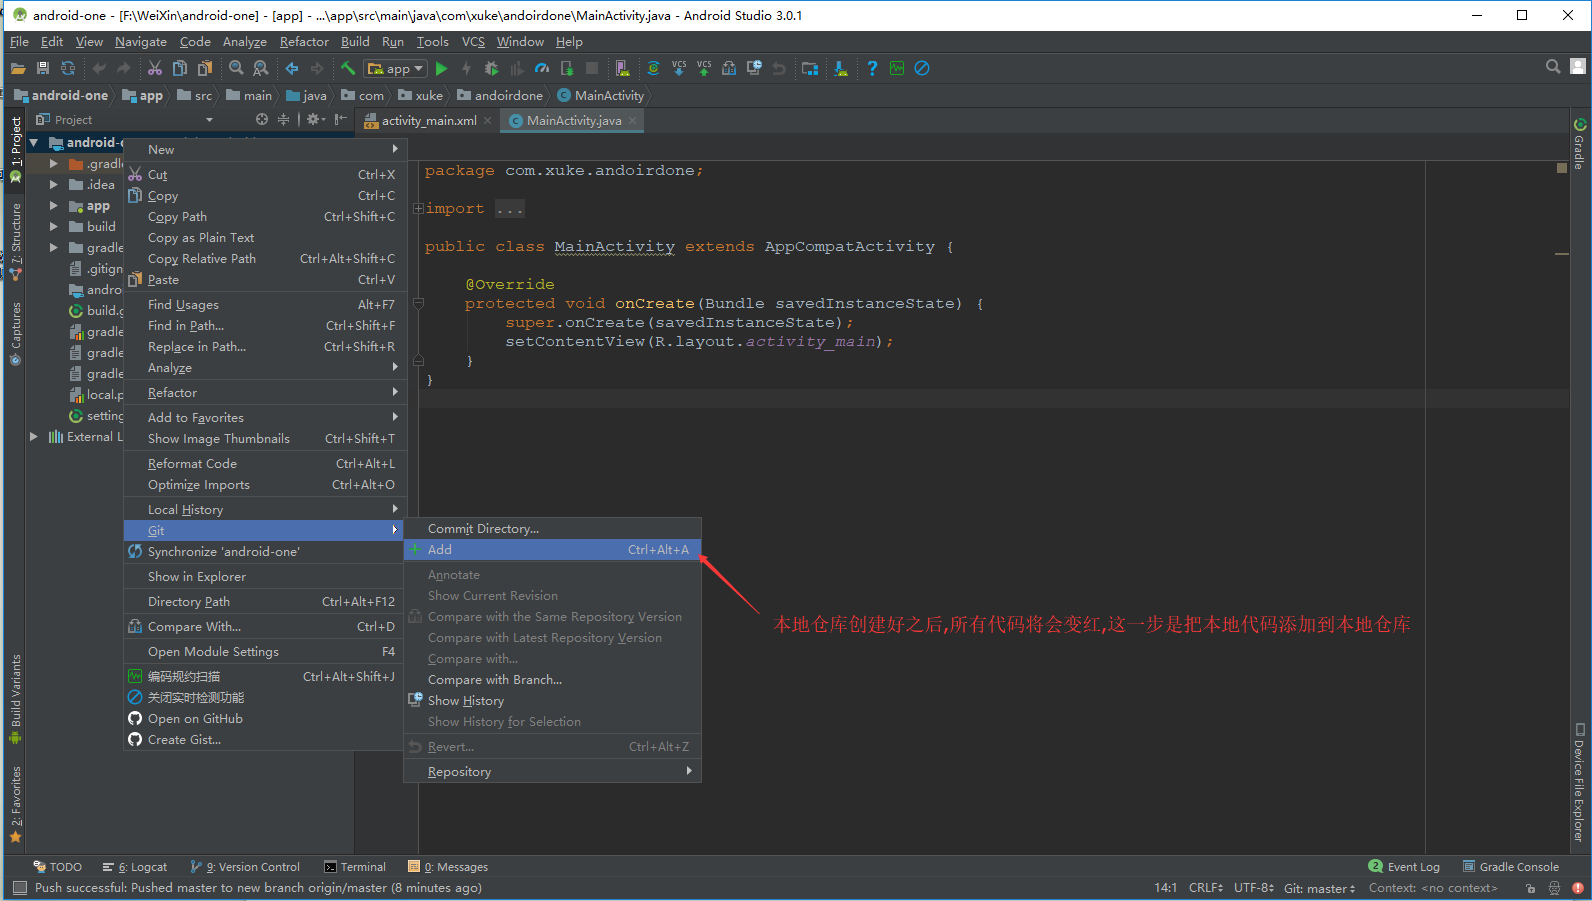 android-one - [F:\WeiXin\android-one] - [app] - ...\app\src\main\java\com\xuke\andoirdone\MainActivity.java - Android Studio 3.0.1
File Edit View Navigate Code Analyze Refactor Build Run Tools VCS Window Help
app
VCS VCS
android-one app src main java com xuke andoirdone MainActivity
Project
activity_main.xml
MainActivity.java
1: Project
7: Structure
Captures
Build Variants
2: Favorites
Gradle
Device File Explorer
android-
.gradle
.idea
app
build
gradle
.gitign
andro
build.g
gradle
gradle
gradle
local.p
setting
External L
New
Cut Ctrl+X
Copy Ctrl+C
Copy Path Ctrl+Shift+C
Copy as Plain Text
Copy Relative Path Ctrl+Alt+Shift+C
Paste Ctrl+V
Find Usages Alt+F7
Find in Path... Ctrl+Shift+F
Replace in Path... Ctrl+Shift+R
Analyze
Refactor
Add to Favorites
Show Image Thumbnails Ctrl+Shift+T
Reformat Code Ctrl+Alt+L
Optimize Imports Ctrl+Alt+O
Local History
Git
Synchronize 'android-one'
Show in Explorer
Directory Path Ctrl+Alt+F12
Compare With... Ctrl+D
Open Module Settings F4
编码规约扫描 Ctrl+Alt+Shift+J
关闭实时检测功能
Open on GitHub
Create Gist...
Commit Directory...
Add Ctrl+Alt+A
Annotate
Show Current Revision
Compare with the Same Repository Version
Compare with Latest Repository Version
Compare with...
Compare with Branch...
Show History
Show History for Selection
Revert... Ctrl+Alt+Z
Repository
package com.xuke.andoirdone;
import ...
public class MainActivity extends AppCompatActivity {
@Override
protected void onCreate(Bundle savedInstanceState) {
super.onCreate(savedInstanceState);
setContentView(R.layout.activity_main);
}
}
本地仓库创建好之后,所有代码将会变红,这一步是把本地代码添加到本地仓库
TODO 6: Logcat 9: Version Control Terminal 0: Messages 2 Event Log Gradle Console
Push successful: Pushed master to new branch origin/master (8 minutes ago) 14:1 CRLF UTF-8 Git: master Context: <no context>